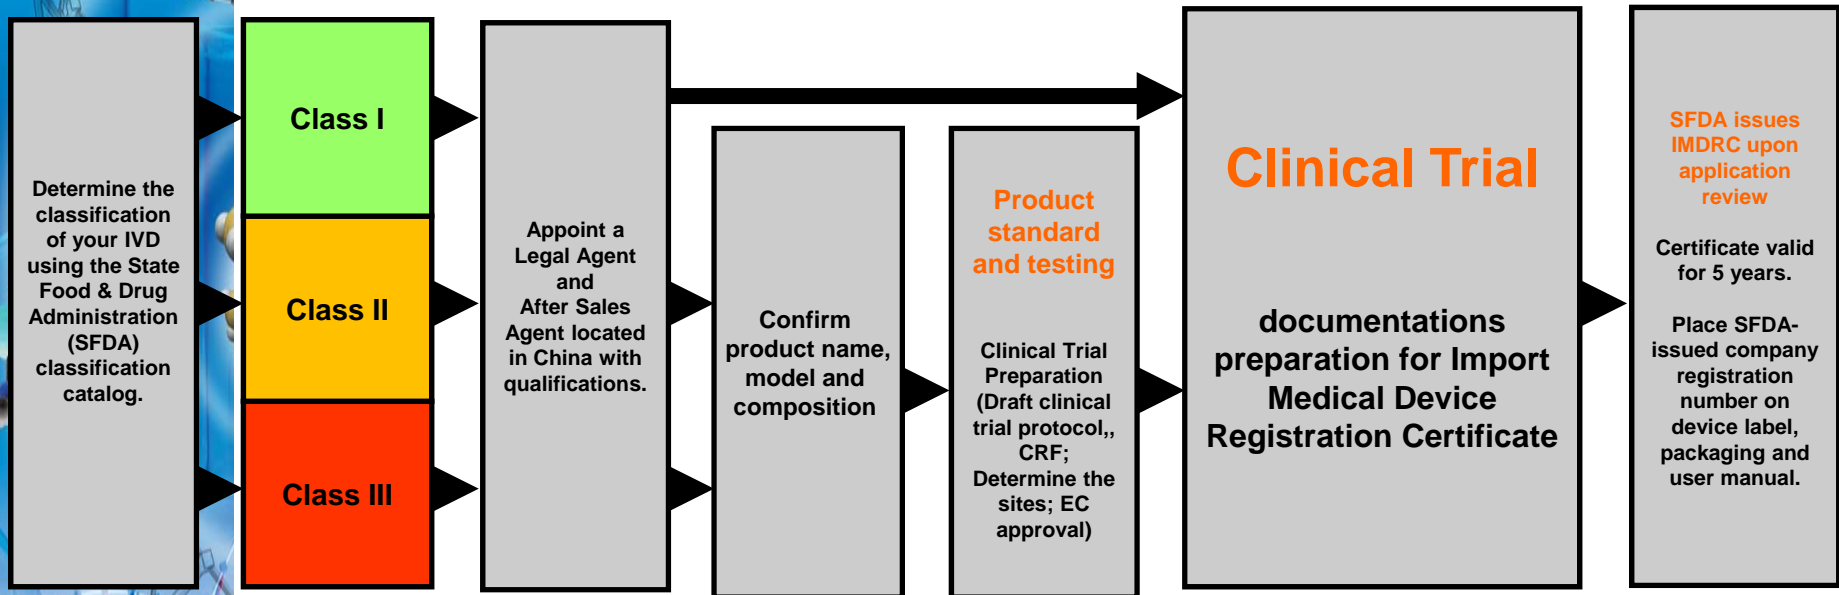 Determine the
classification
of your IVD
using the State
Food & Drug
Administration
(SFDA)
classification
catalog.
Class I
Class II
Class III
Appoint a
Legal Agent
and
After Sales
Agent located
in China with
qualifications.
Confirm
product name,
model and
composition
Product
standard
and testing
Clinical Trial
Preparation
(Draft clinical
trial protocol,,
CRF;
Determine the
sites; EC
approval)
Clinical Trial
documentations
preparation for Import
Medical Device
Registration Certificate
SFDA issues
IMDRC upon
application
review
Certificate valid
for 5 years.
Place SFDA-
issued company
registration
number on
device label,
packaging and
user manual.